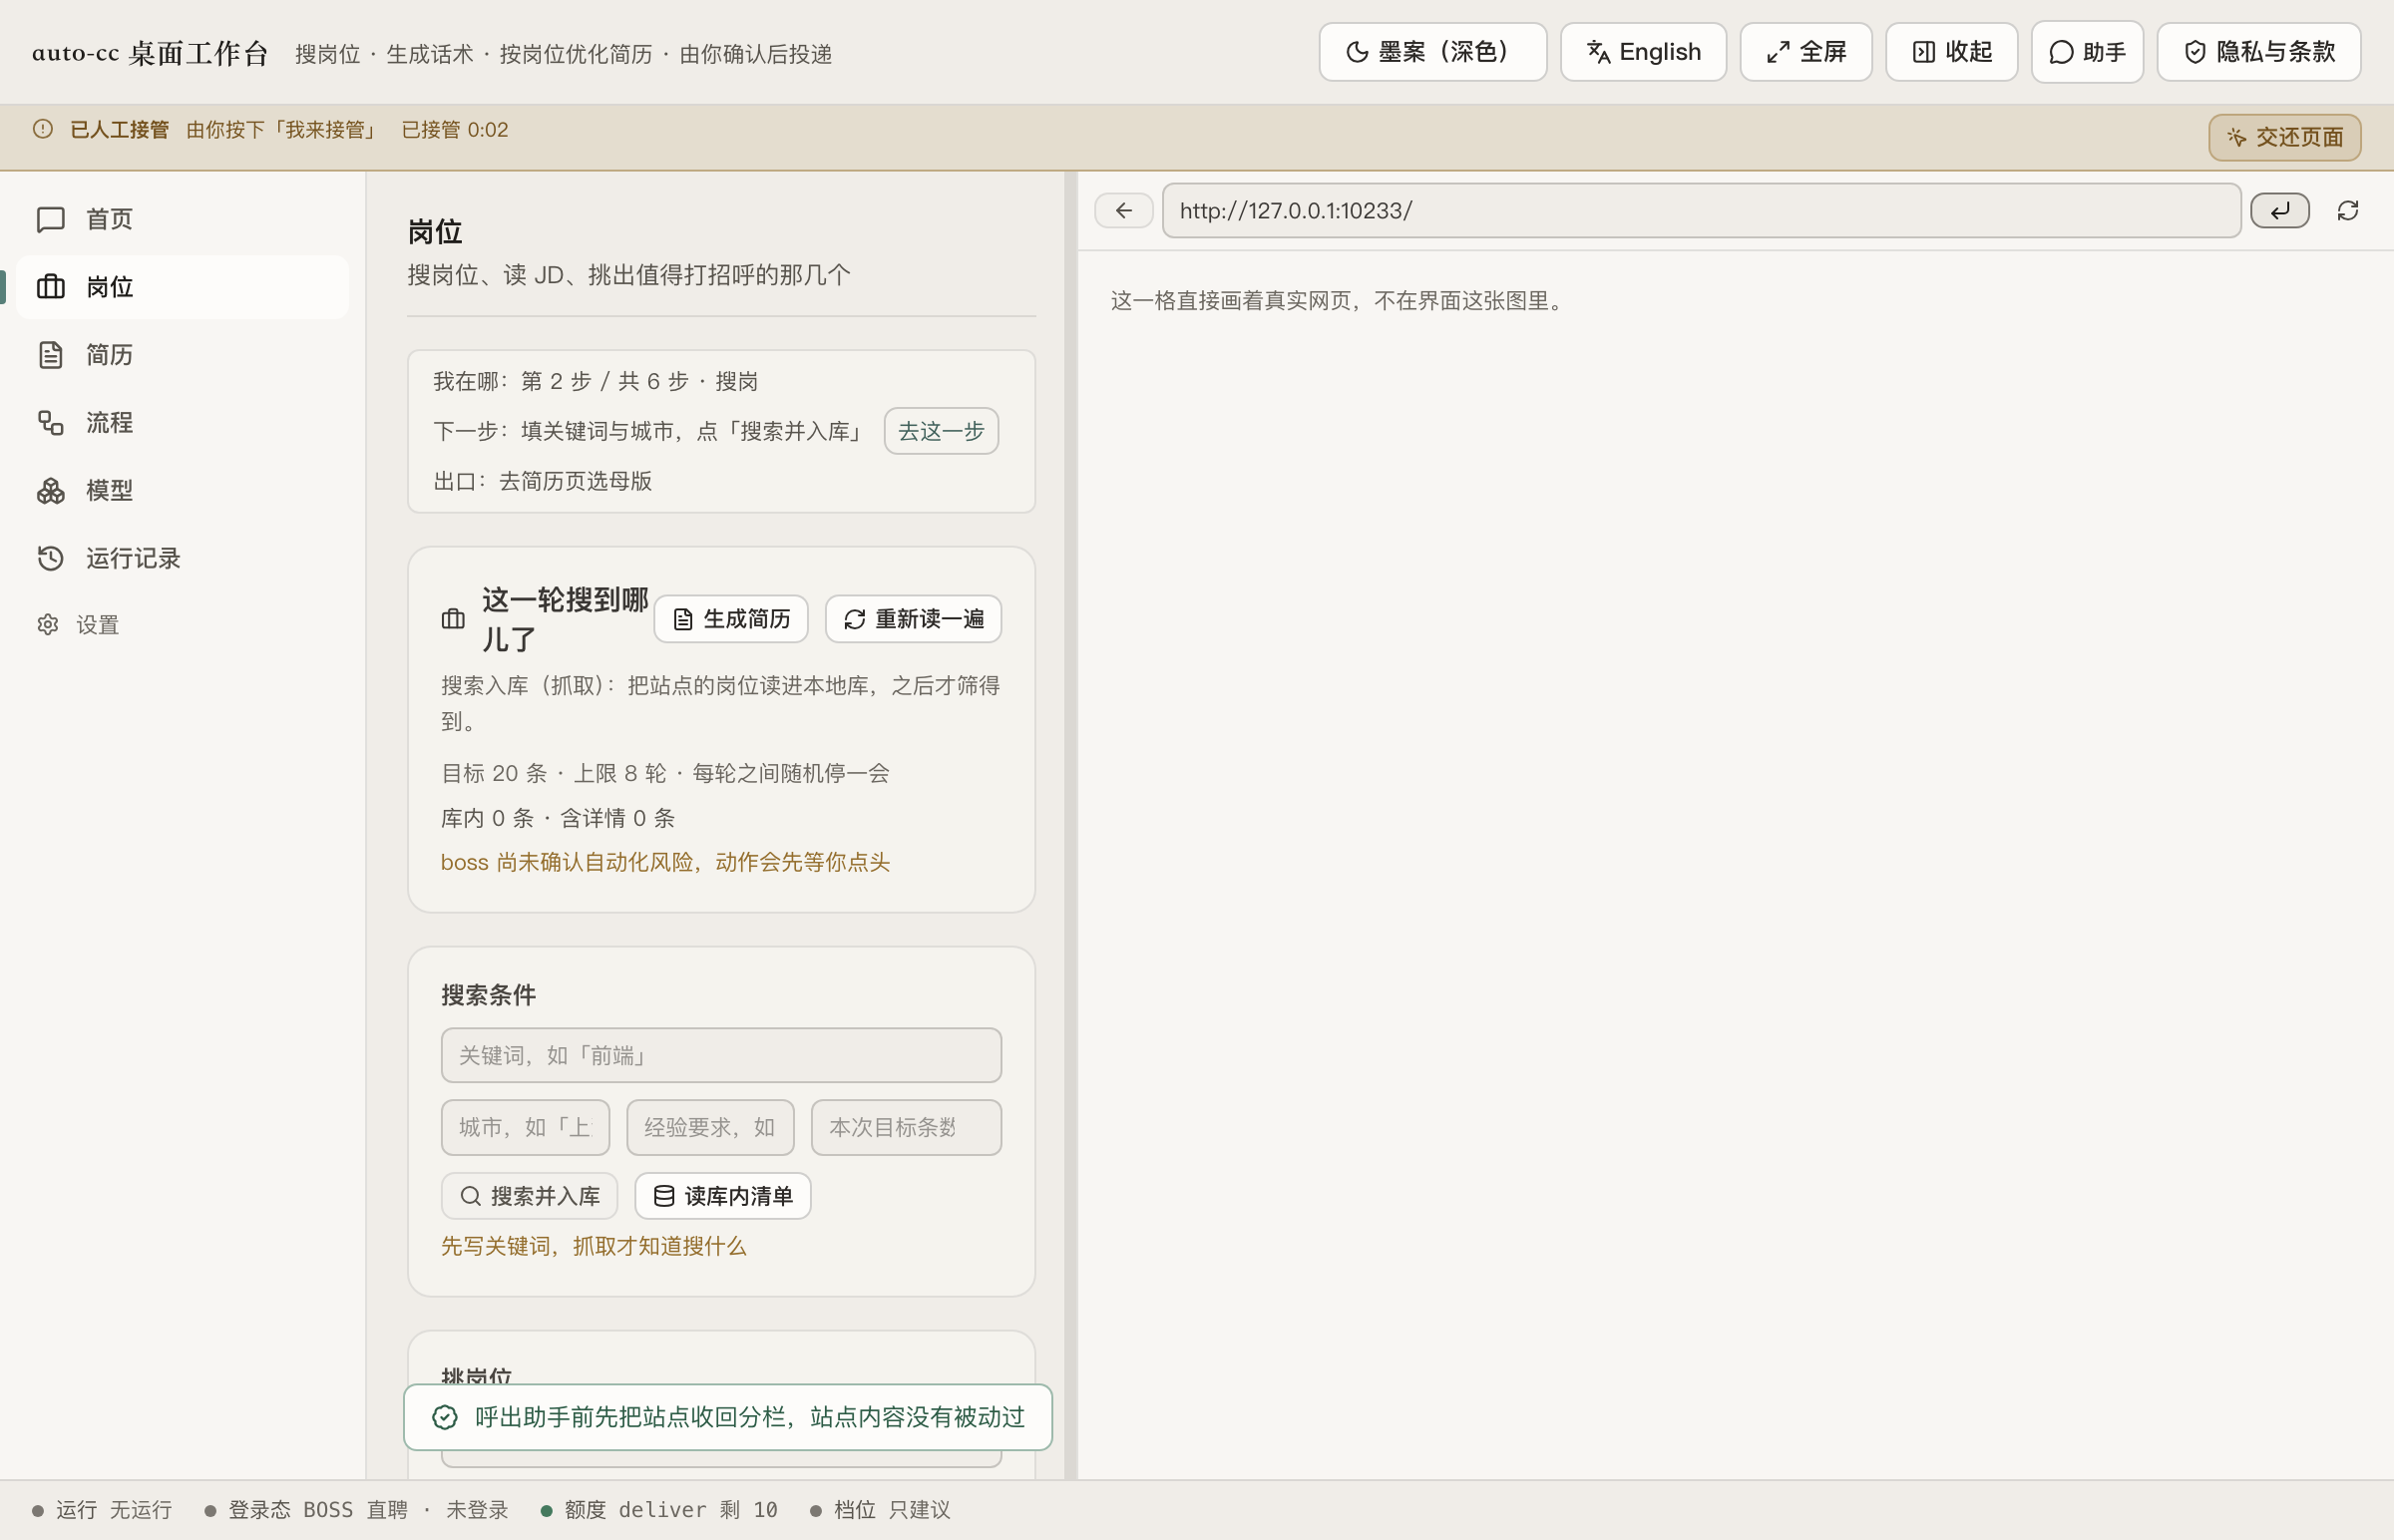 auto-cc 桌面工作台 搜岗位 · 生成话术 · 按岗位优化简历 · 由你确认后投递 墨案（深色） English 全屏 收起 助手 隐私与条款
已人工接管 由你按下「我来接管」 已接管 0:02 交还页面
首页
岗位
简历
流程
模型
运行记录
设置
岗位
搜岗位、读 JD、挑出值得打招呼的那几个
我在哪：第 2 步 / 共 6 步 · 搜岗
下一步：填关键词与城市，点「搜索并入库」 去这一步
出口：去简历页选母版
这一轮搜到哪
儿了
生成简历 重新读一遍
搜索入库（抓取）：把站点的岗位读进本地库，之后才筛得
到。
目标 20 条 · 上限 8 轮 · 每轮之间随机停一会
库内 0 条 · 含详情 0 条
boss 尚未确认自动化风险，动作会先等你点头
搜索条件
关键词，如「前端」
城市，如「上 经验要求，如 本次目标条数
搜索并入库 读库内清单
先写关键词，抓取才知道搜什么
挑岗位
呼出助手前先把站点收回分栏，站点内容没有被动过
http://127.0.0.1:10233/
这一格直接画着真实网页，不在界面这张图里。
运行 无运行 登录态 BOSS 直聘 · 未登录 额度 deliver 剩 10 档位 只建议